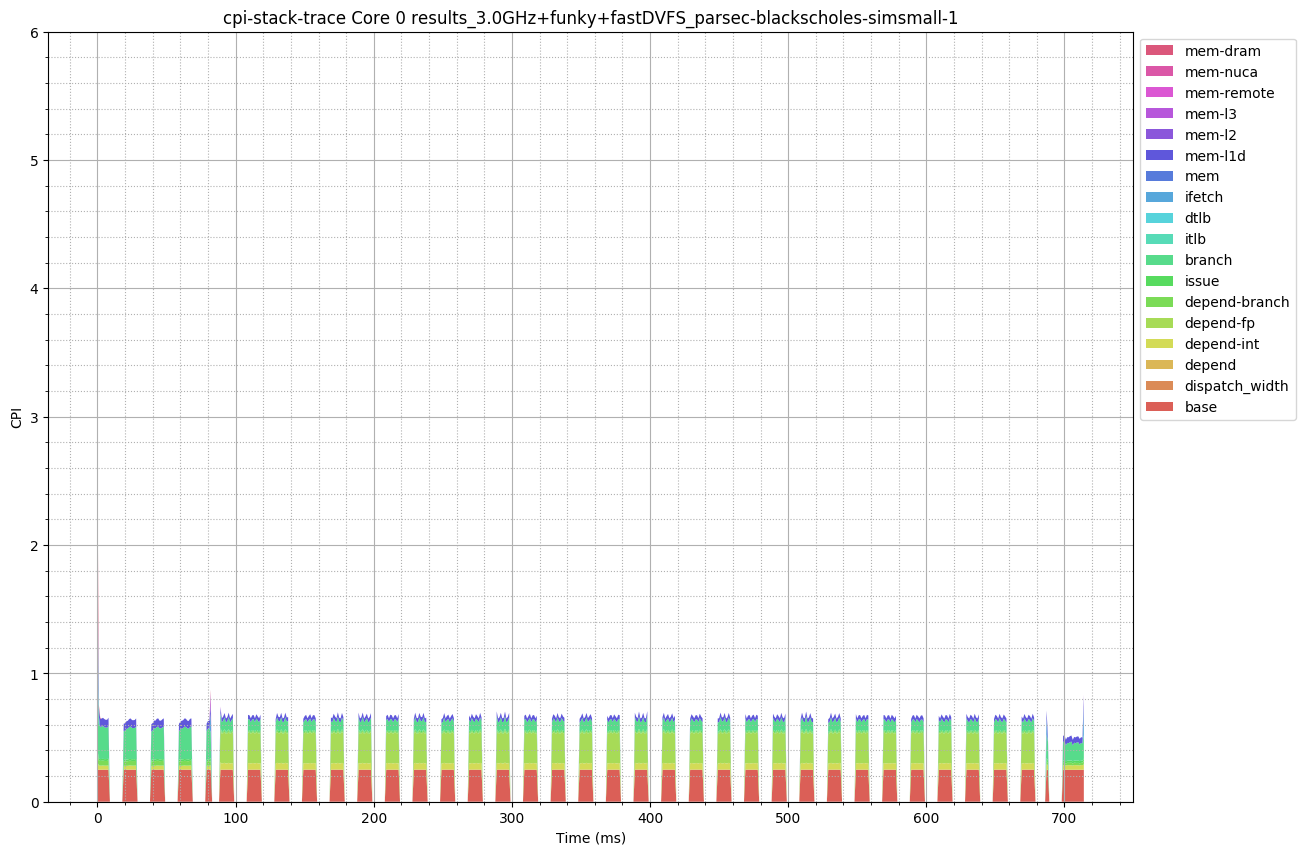 cpi-stack-trace Core 0 results_3.0GHz+funky+fastDVFS_parsec-blackscholes-simsmall-1
6
5
4
3
2
1
0
CPI
0 100 200 300 400 500 600 700
Time (ms)
mem-dram
mem-nuca
mem-remote
mem-l3
mem-l2
mem-l1d
mem
ifetch
dtlb
itlb
branch
issue
depend-branch
depend-fp
depend-int
depend
dispatch_width
base